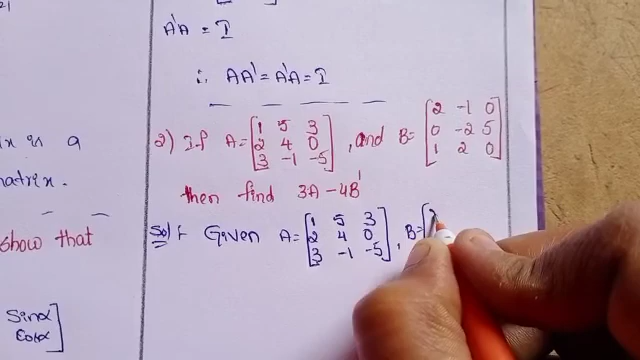 A'A = I
∴ AA' = A'A = I
2) If A = [1 5 3
2 4 0
3 -1 -5], and B = [2 -1 0
0 -2 5
1 2 0]
then find 3A - 4B'
Sol:- Given A = [1 5 3
2 4 0
3 -1 -5], B = [2
is a
matrix.
show that
Sinα
Cosα]